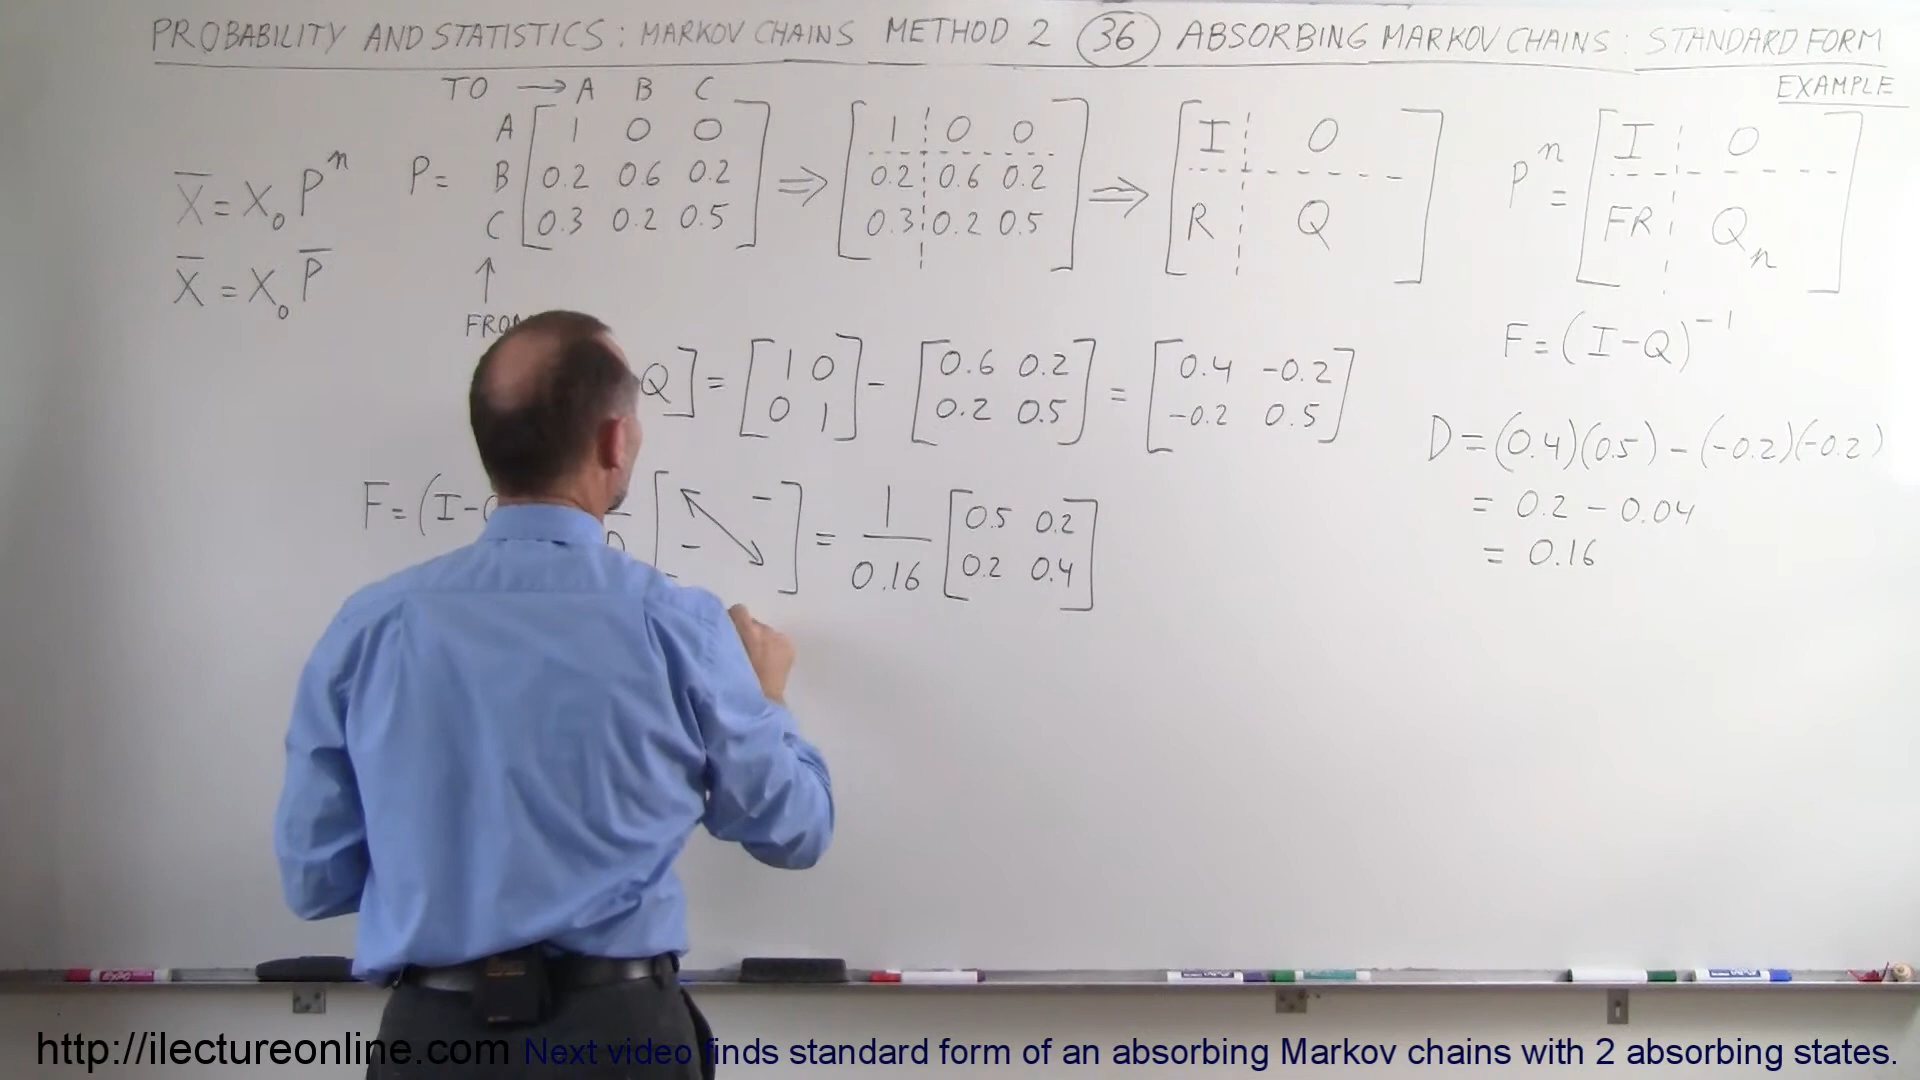 PROBABILITY AND STATISTICS: MARKOV CHAINS METHOD 2 (36) ABSORBING MARKOV CHAINS: STANDARD FORM
EXAMPLE
TO → A B C
A [1 0 0] ⇒ [1 0 0] ⇒ [I 0]
P = B [0.2 0.6 0.2] [0.2 0.6 0.2] [R Q]
C [0.3 0.2 0.5] [0.3 0.2 0.5]
↑
X̄ = X₀ Pⁿ
X̄ = X₀ P̄
Pⁿ = [I 0]
[FR Qₙ]
F = (I-Q)⁻¹
Q] = [1 0] - [0.6 0.2] = [0.4 -0.2]
[0 1] [0.2 0.5] [-0.2 0.5]
D = (0.4)(0.5) - (-0.2)(-0.2)
= 0.2 - 0.04
= 0.16
F = (I- [- -] = 1/0.16 [0.5 0.2]
[0.2 0.4]
EXPO
http://ilectureonline.com Next video finds standard form of an absorbing Markov chains with 2 absorbing states.